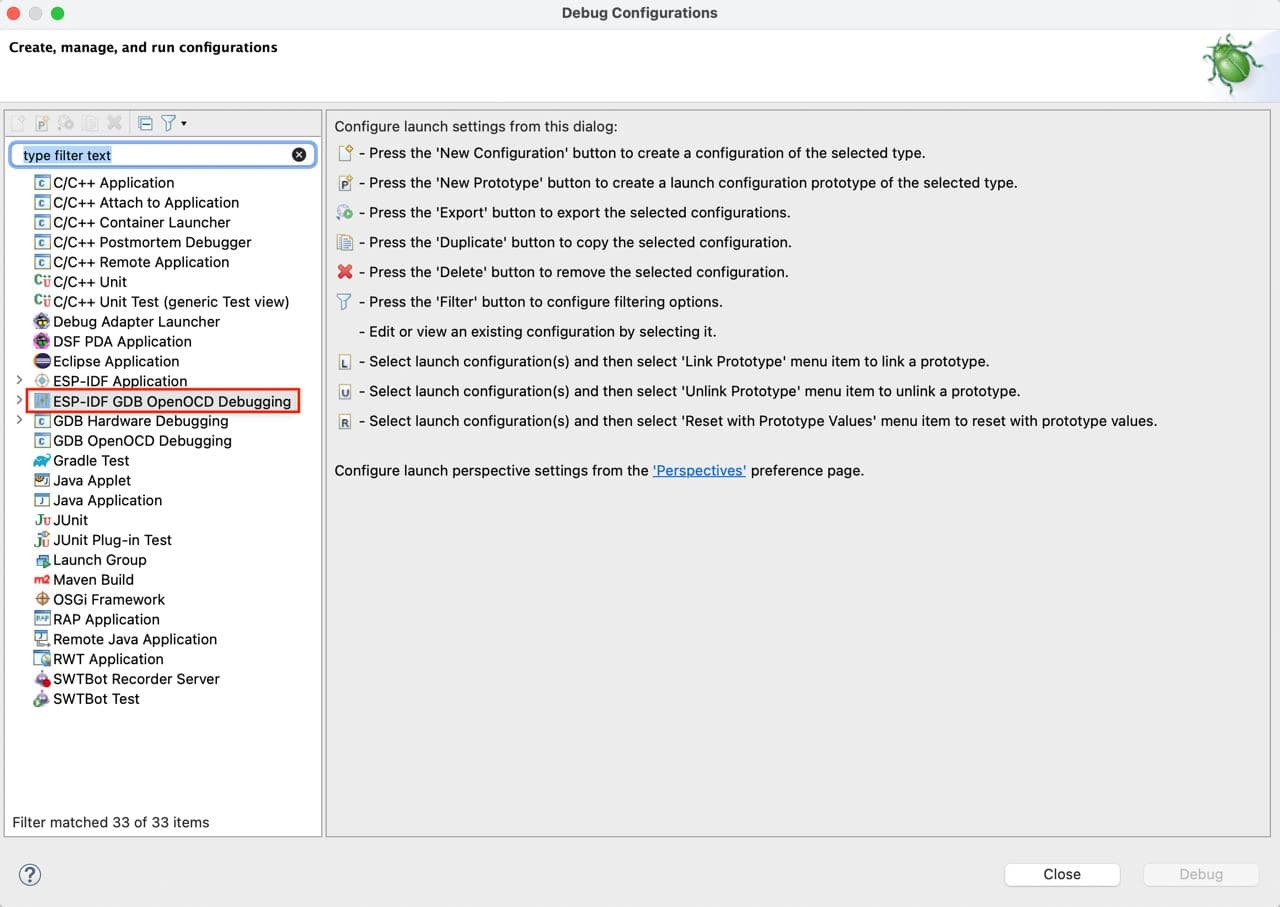 Debug Configurations
Create, manage, and run configurations
type filter text
C/C++ Application
C/C++ Attach to Application
C/C++ Container Launcher
C/C++ Postmortem Debugger
C/C++ Remote Application
C/C++ Unit
C/C++ Unit Test (generic Test view)
Debug Adapter Launcher
DSF PDA Application
Eclipse Application
ESP-IDF Application
ESP-IDF GDB OpenOCD Debugging
GDB Hardware Debugging
GDB OpenOCD Debugging
Gradle Test
Java Applet
Java Application
JUnit
JUnit Plug-in Test
Launch Group
Maven Build
OSGi Framework
RAP Application
Remote Java Application
RWT Application
SWTBot Recorder Server
SWTBot Test
Filter matched 33 of 33 items
Configure launch settings from this dialog:
- Press the 'New Configuration' button to create a configuration of the selected type.
- Press the 'New Prototype' button to create a launch configuration prototype of the selected type.
- Press the 'Export' button to export the selected configurations.
- Press the 'Duplicate' button to copy the selected configuration.
- Press the 'Delete' button to remove the selected configuration.
- Press the 'Filter' button to configure filtering options.
- Edit or view an existing configuration by selecting it.
- Select launch configuration(s) and then select 'Link Prototype' menu item to link a prototype.
- Select launch configuration(s) and then select 'Unlink Prototype' menu item to unlink a prototype.
- Select launch configuration(s) and then select 'Reset with Prototype Values' menu item to reset with prototype values.
Configure launch perspective settings from the 'Perspectives' preference page.
Close
Debug